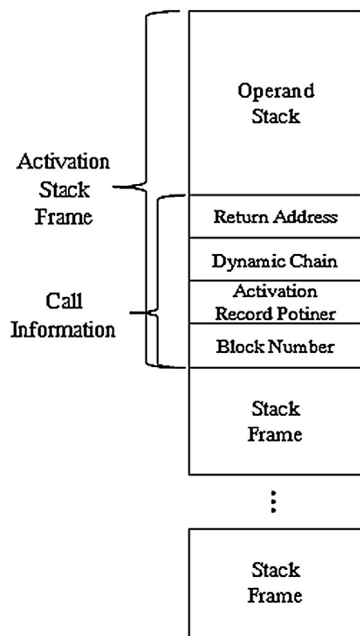 Operand
Stack
Activation
Stack
Frame
Return Address
Dynamic Chain
Activation
Record Potiner
Call
Information
Block Number
Stack
Frame
Stack
Frame